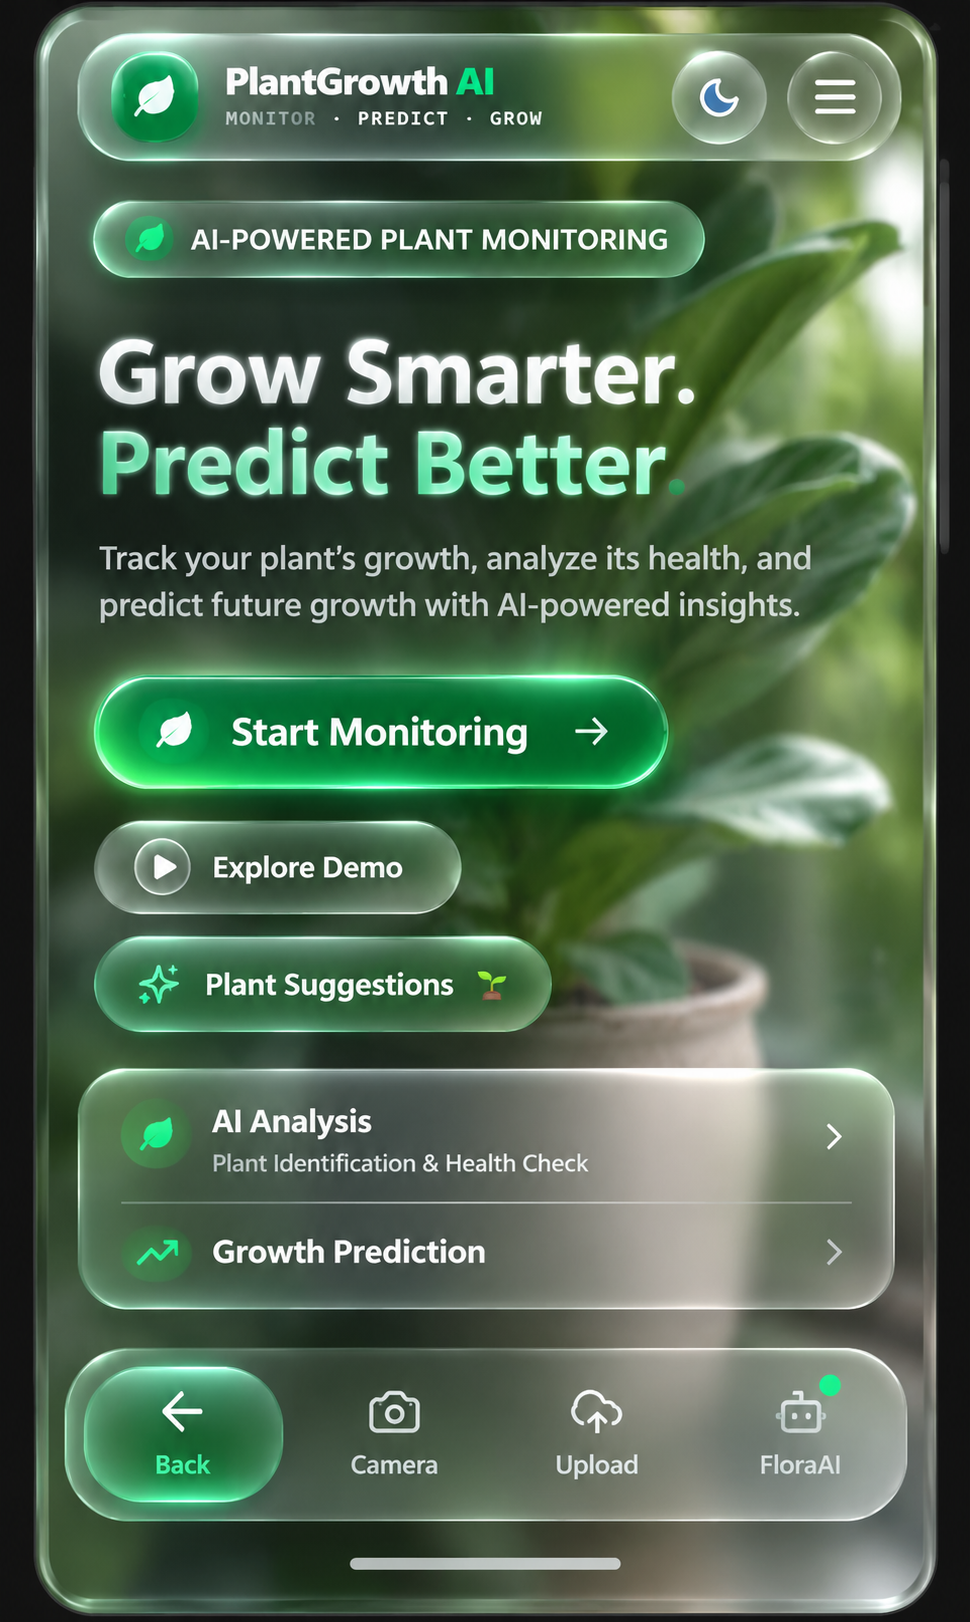 PlantGrowth AI
MONITOR · PREDICT · GROW
AI-POWERED PLANT MONITORING
Grow Smarter.
Predict Better.
Track your plant’s growth, analyze its health, and
predict future growth with AI-powered insights.
Start Monitoring
Explore Demo
Plant Suggestions
AI Analysis
Plant Identification & Health Check
Growth Prediction
Back
Camera
Upload
FloraAI